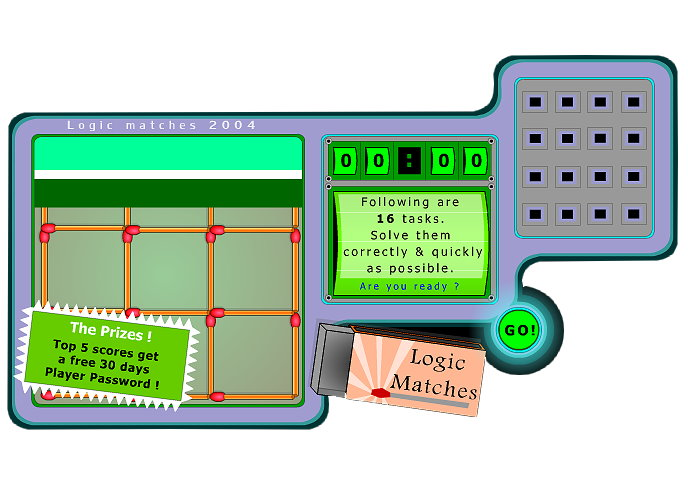 Logic matches 2004
00:00
Following are
16 tasks.
Solve them
correctly & quickly
as possible.
Are you ready ?
GO!
The Prizes !
Top 5 scores get
a free 30 days
Player Password !
Logic
Matches